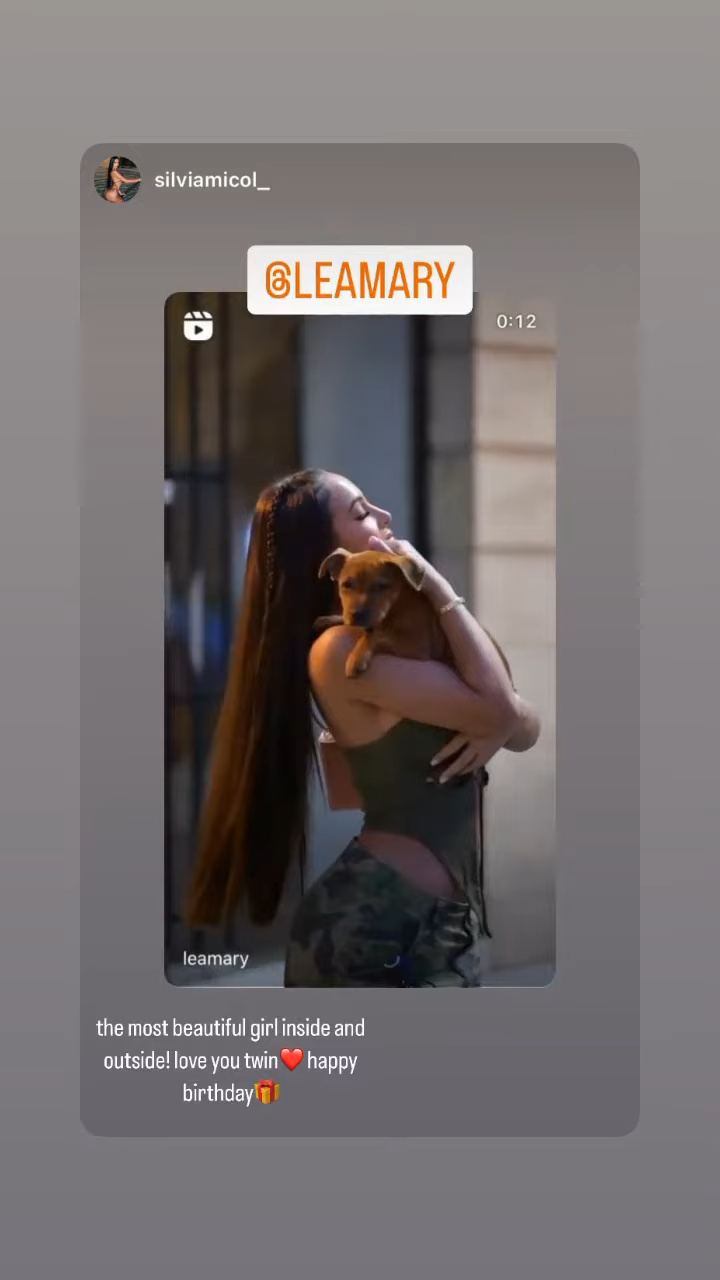 silviamicol_
@LEAMARY
0:12
leamary
the most beautiful girl inside and
outside! love you twin❤️ happy
birthday🎁